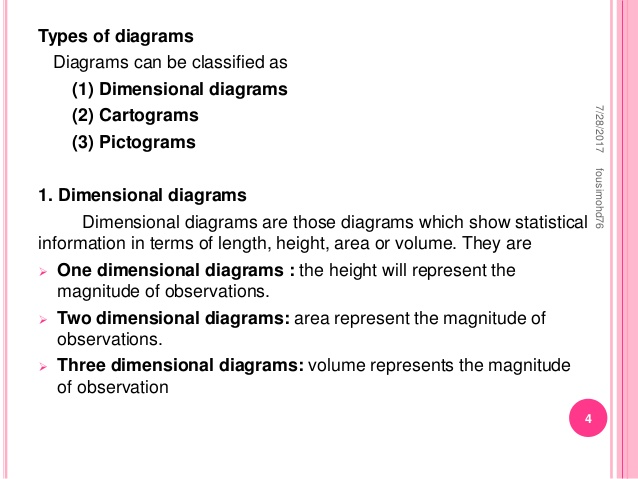 Types of diagrams
Diagrams can be classified as
(1) Dimensional diagrams
(2) Cartograms
(3) Pictograms
1. Dimensional diagrams
Dimensional diagrams are those diagrams which show statistical
information in terms of length, height, area or volume. They are
➢ One dimensional diagrams : the height will represent the
magnitude of observations.
➢ Two dimensional diagrams: area represent the magnitude of
observations.
➢ Three dimensional diagrams: volume represents the magnitude
of observation
7/28/2017 fousimohd76
4